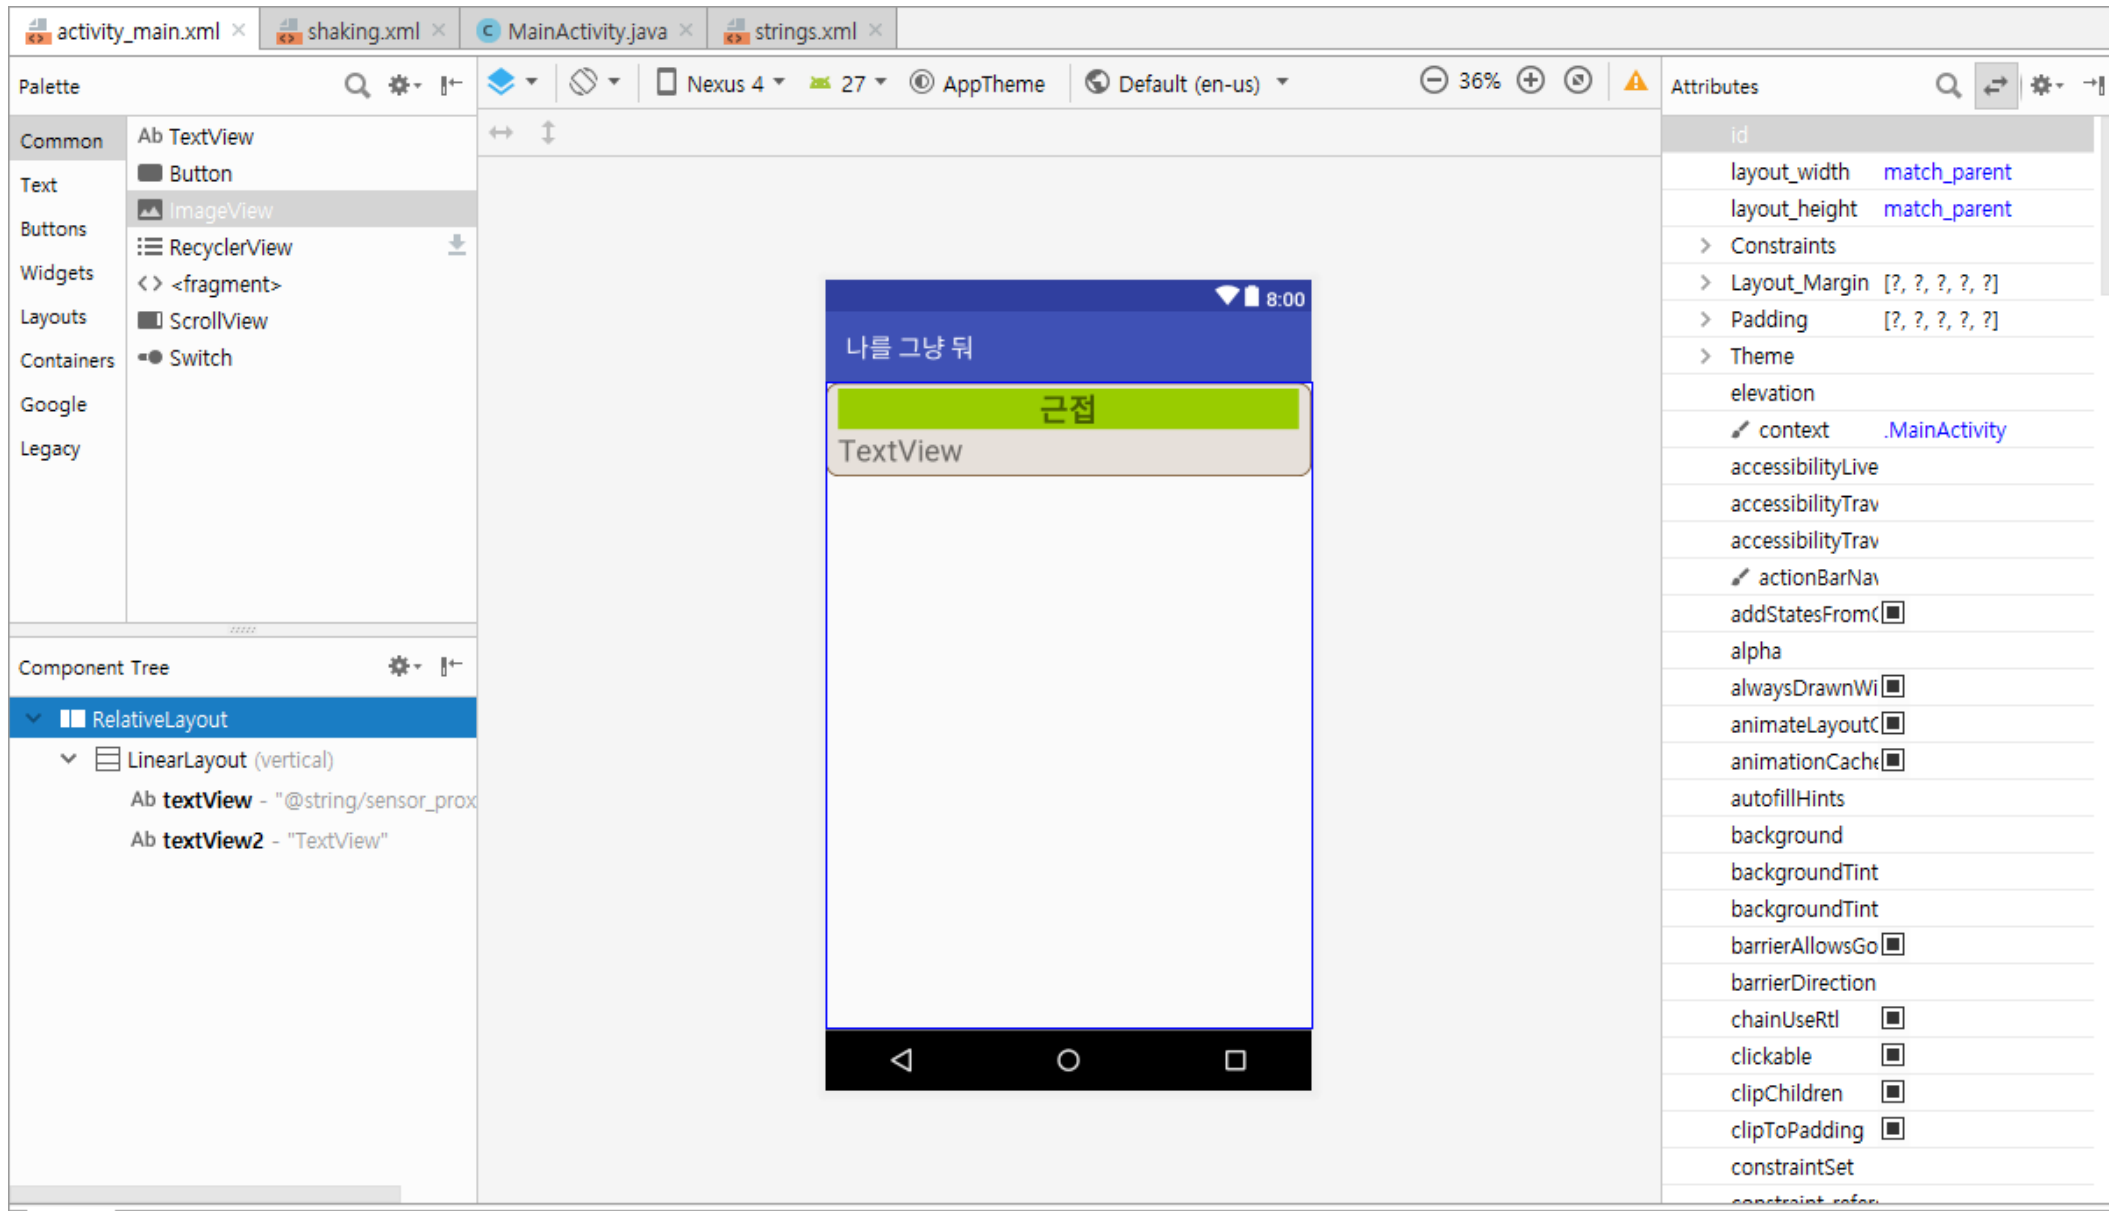 activity_main.xml
shaking.xml
MainActivity.java
strings.xml
Palette
Common
Text
Buttons
Widgets
Layouts
Containers
Google
Legacy
Ab TextView
Button
ImageView
RecyclerView
<> <fragment>
ScrollView
Switch
Nexus 4
27
AppTheme
Default (en-us)
36%
8:00
나를 그냥 둬
근접
TextView
Component Tree
RelativeLayout
LinearLayout (vertical)
Ab textView - "@string/sensor_prox
Ab textView2 - "TextView"
Attributes
id
layout_width match_parent
layout_height match_parent
Constraints
Layout_Margin [?, ?, ?, ?, ?]
Padding [?, ?, ?, ?, ?]
Theme
elevation
context .MainActivity
accessibilityLive
accessibilityTrav
accessibilityTrav
actionBarNav
addStatesFromC
alpha
alwaysDrawnWi
animateLayoutC
animationCache
autofillHints
background
backgroundTint
backgroundTint
barrierAllowsGo
barrierDirection
chainUseRtl
clickable
clipChildren
clipToPadding
constraintSet
constraint_refer